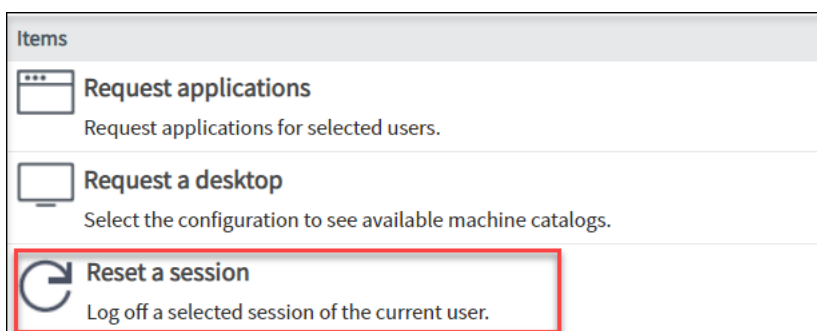 Items
Request applications
Request applications for selected users.
Request a desktop
Select the configuration to see available machine catalogs.
Reset a session
Log off a selected session of the current user.